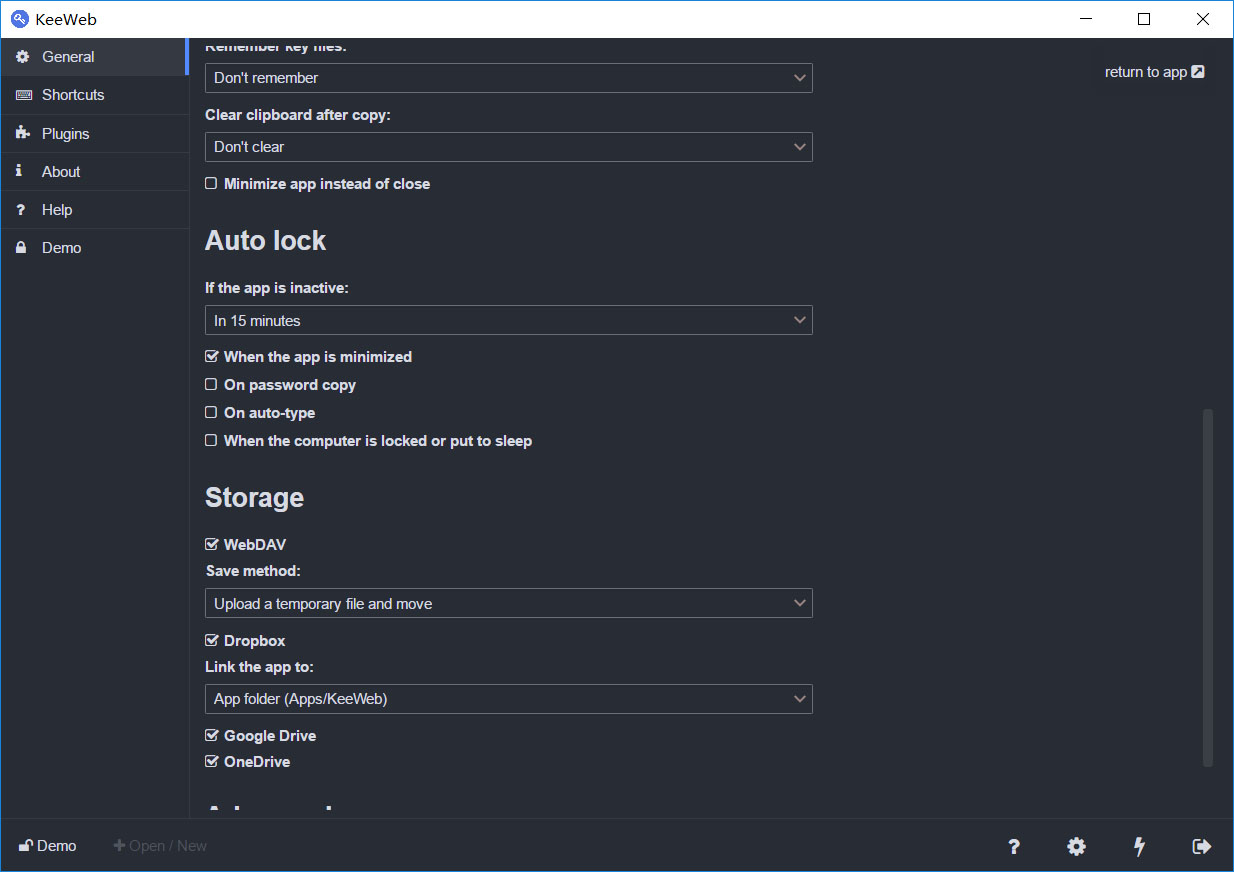 KeeWeb
General
Shortcuts
Plugins
About
Help
Demo
return to app
Remember key files:
Don't remember
Clear clipboard after copy:
Don't clear
Minimize app instead of close
Auto lock
If the app is inactive:
In 15 minutes
When the app is minimized
On password copy
On auto-type
When the computer is locked or put to sleep
Storage
WebDAV
Save method:
Upload a temporary file and move
Dropbox
Link the app to:
App folder (Apps/KeeWeb)
Google Drive
OneDrive
Demo
Open / New